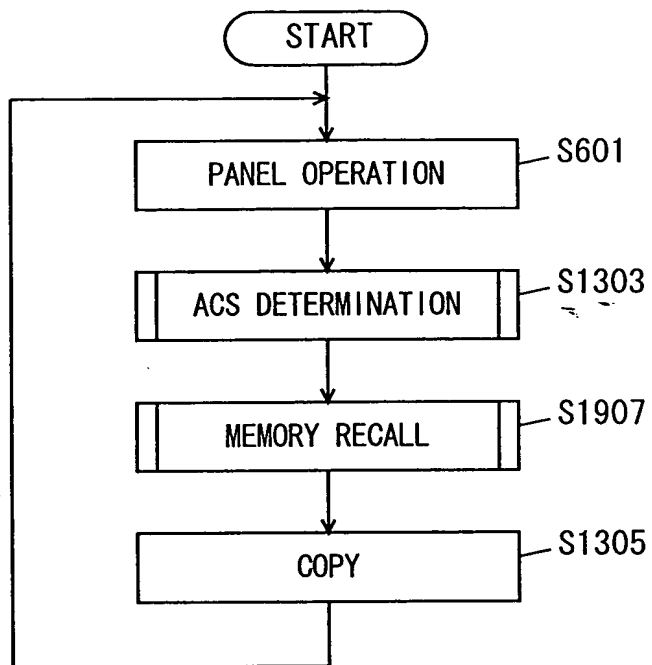 START
PANEL OPERATION
S601
ACS DETERMINATION
S1303
MEMORY RECALL
S1907
COPY
S1305